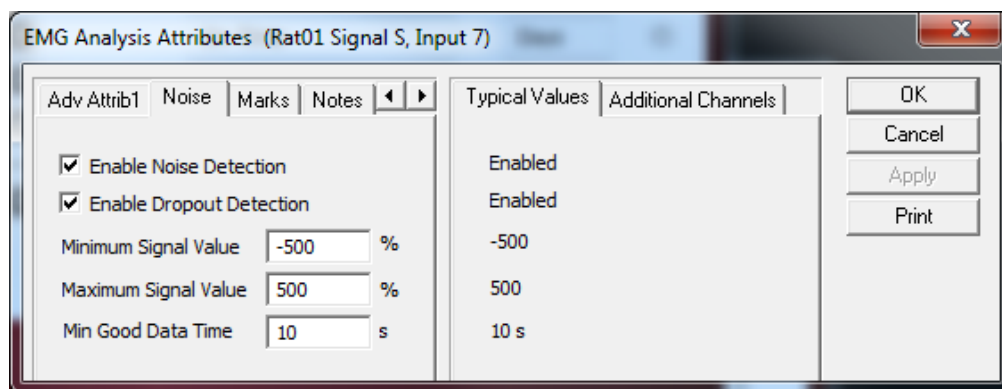 EMG Analysis Attributes (Rat01 Signal S, Input 7)
Adv Attrib1 Noise Marks Notes
Typical Values Additional Channels
OK
Cancel
Apply
Print
Enable Noise Detection Enabled
Enable Dropout Detection Enabled
Minimum Signal Value -500 % -500
Maximum Signal Value 500 % 500
Min Good Data Time 10 s 10 s